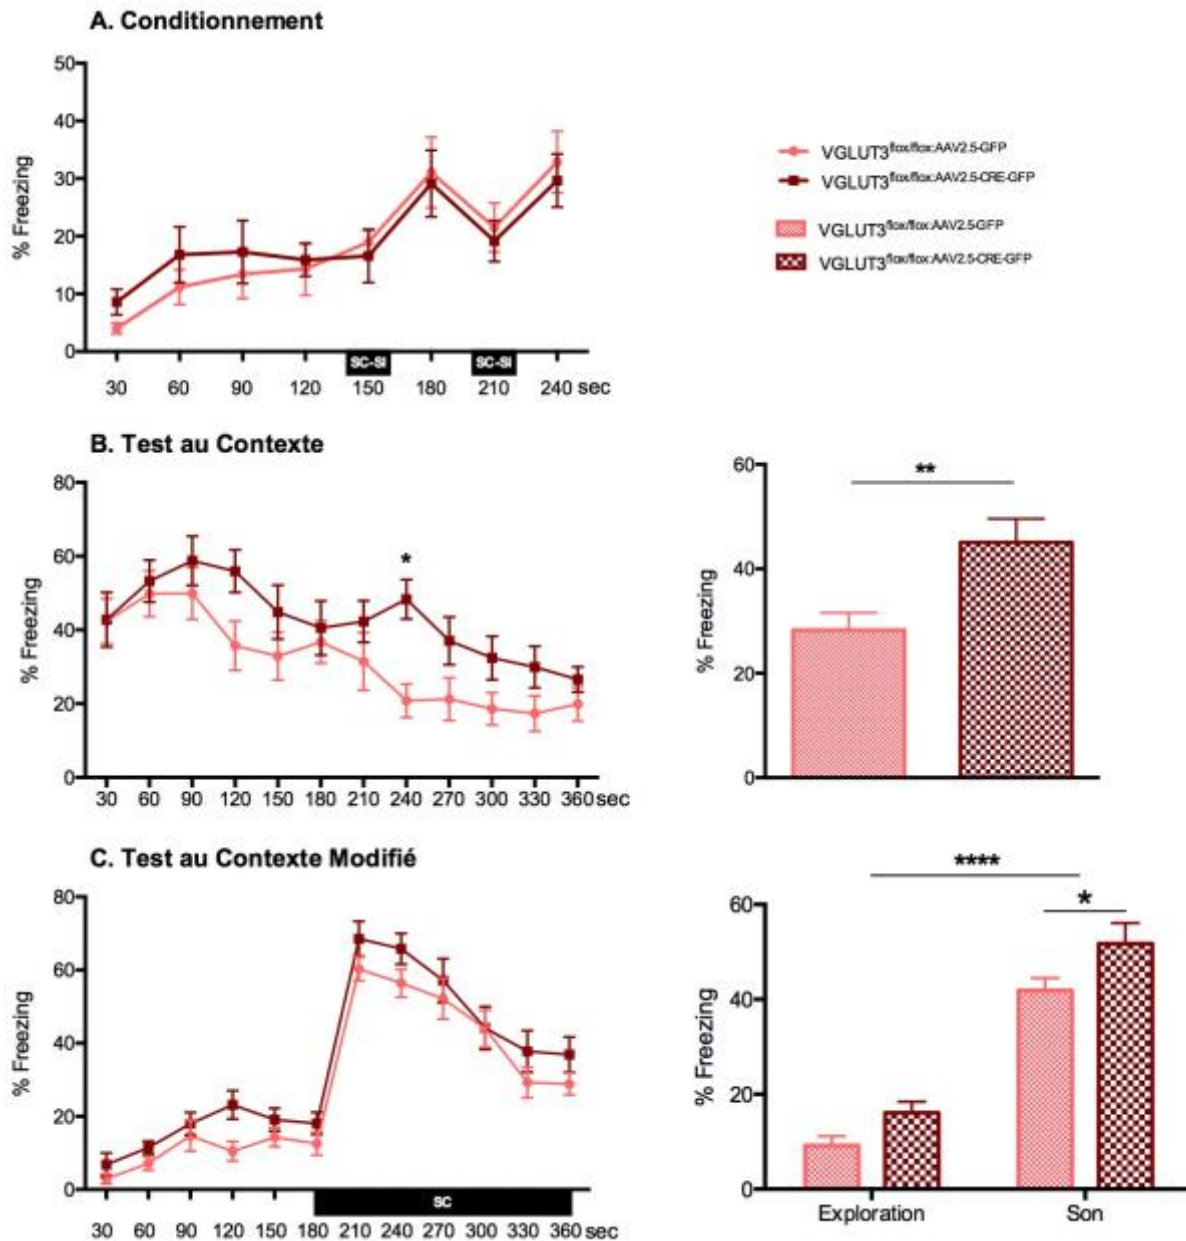 A. Conditionnement
50
40
30
20
10
0
% Freezing
SC-SI SC-SI
30 60 90 120 150 180 210 240 sec
VGLUT3flox/flox:AAV2.5-GFP
VGLUT3flox/flox:AAV2.5-CRE-GFP
VGLUT3flox/flox:AAV2.5-GFP
VGLUT3flox/flox:AAV2.5-CRE-GFP
B. Test au Contexte
80
60
40
20
0
% Freezing
*
30 60 90 120 150 180 210 240 270 300 330 360 sec
60
40
20
0
% Freezing
**
C. Test au Contexte Modifié
80
60
40
20
0
% Freezing
SC
30 60 90 120 150 180 210 240 270 300 330 360 sec
60
40
20
0
% Freezing
****
*
Exploration Son